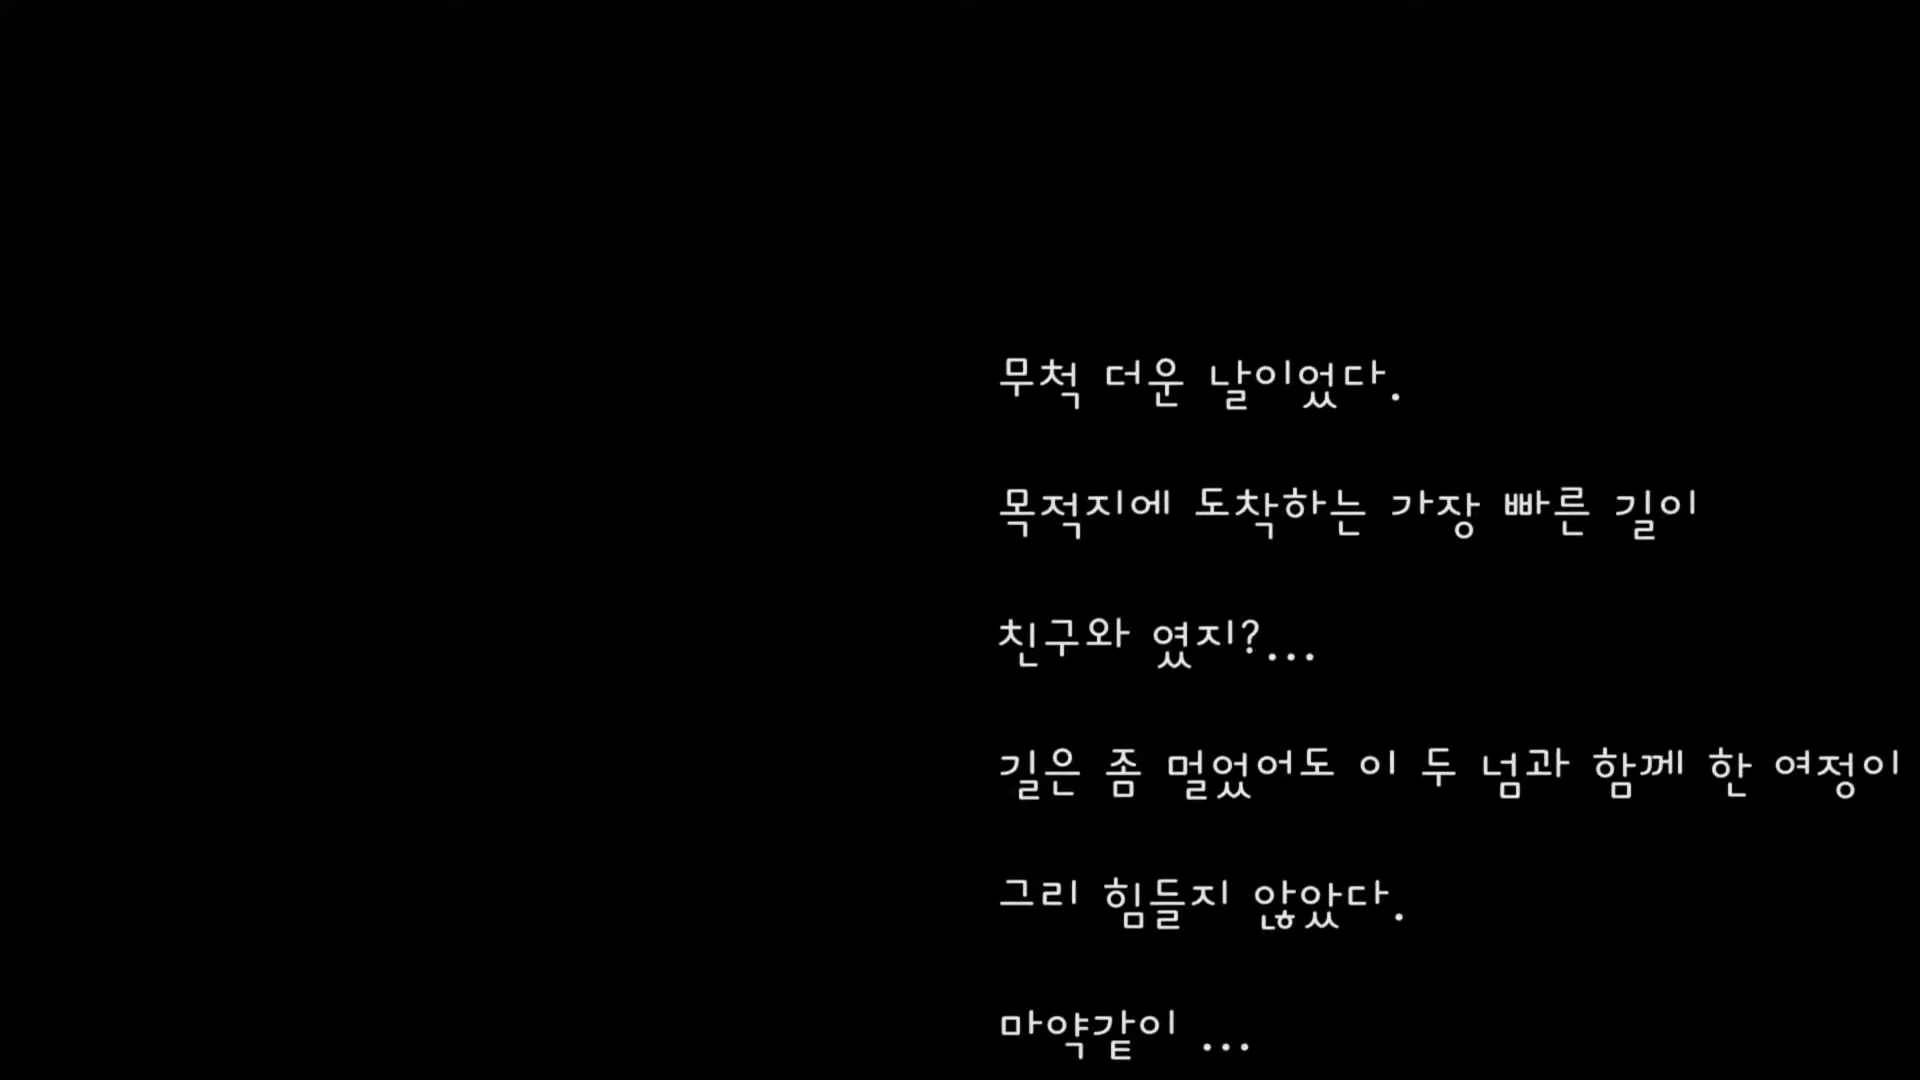 무척 더운 날이었다.
목적지에 도착하는 가장 빠른 길이
친구와 였지?...
길은 좀 멀었어도 이 두 넘과 함께 한 여정이
그리 힘들지 않았다.
마약같이 ...